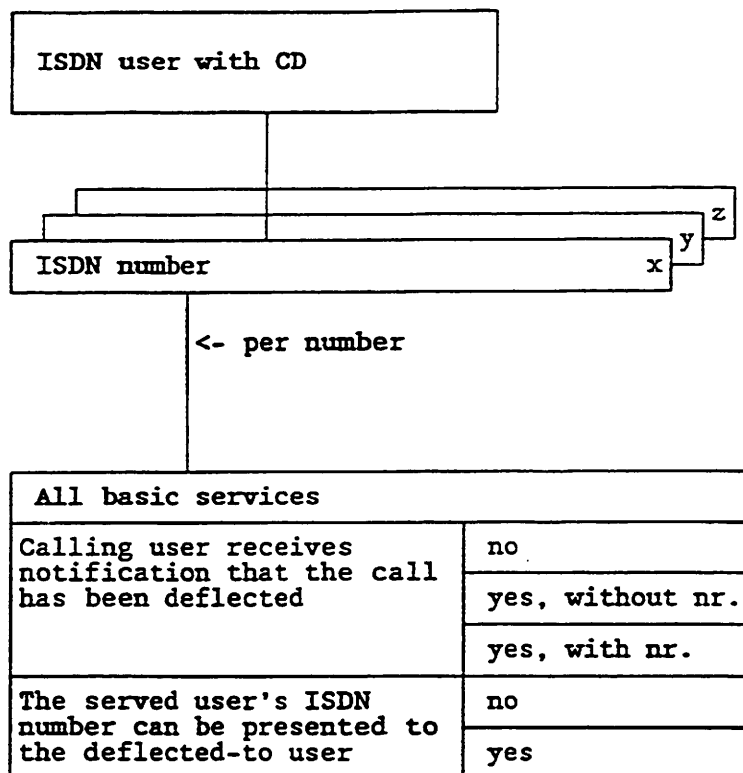 ISDN user with CD
z
y
ISDN number x
<- per number
All basic services
Calling user receives
notification that the call
has been deflected
no
yes, without nr.
yes, with nr.
The served user's ISDN
number can be presented to
the deflected-to user
no
yes